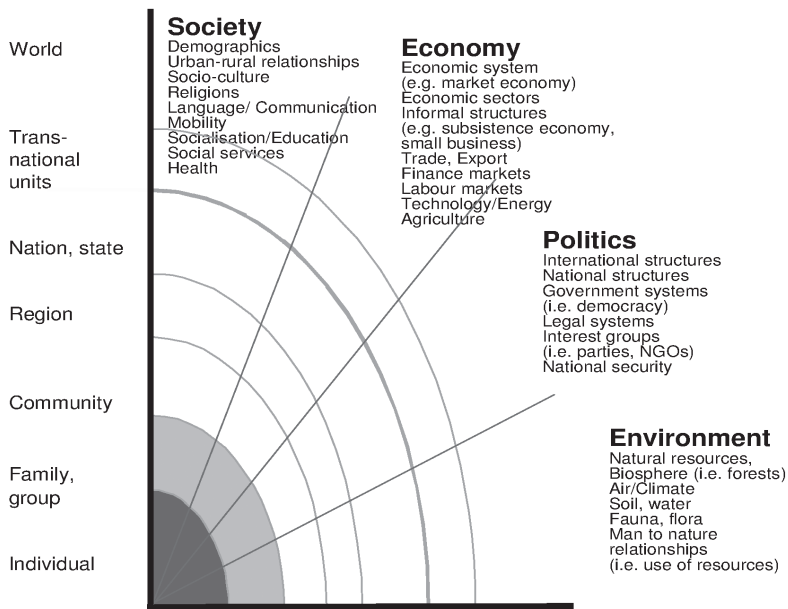 World
Trans-
national
units
Nation, state
Region
Community
Family,
group
Individual
Society
Demographics
Urban-rural relationships
Socio-culture
Religions
Language/ Communication
Mobility
Socialisation/Education
Social services
Health
Economy
Economic system
(e.g. market economy)
Economic sectors
Informal structures
(e.g. subsistence economy,
small business)
Trade, Export
Finance markets
Labour markets
Technology/Energy
Agriculture
Politics
International structures
National structures
Government systems
(i.e. democracy)
Legal systems
Interest groups
(i.e. parties, NGOs)
National security
Environment
Natural resources,
Biosphere (i.e. forests)
Air/Climate
Soil, water
Fauna, flora
Man to nature
relationships
(i.e. use of resources)